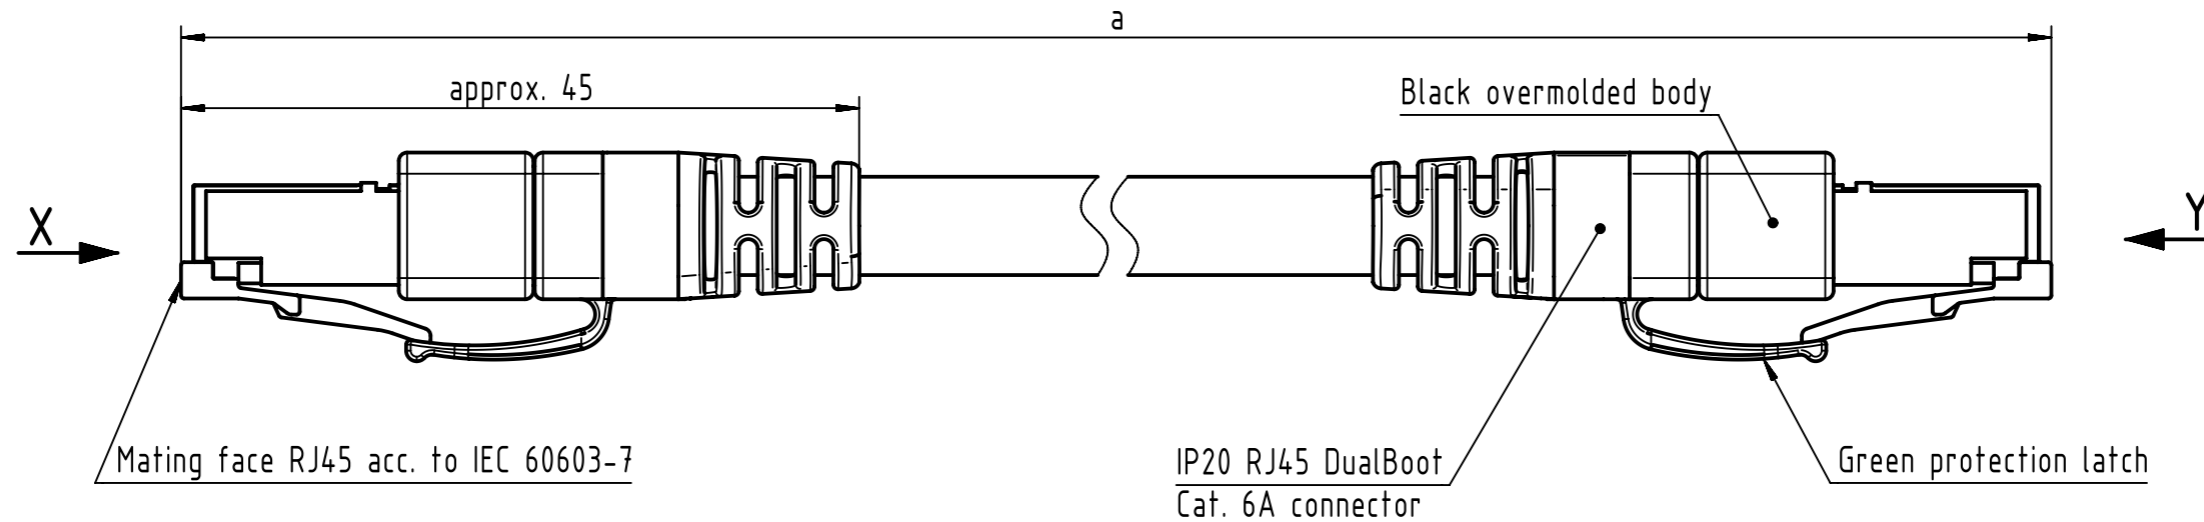 a
approx. 45
Black overmolded body
X
Y
Mating face RJ45 acc. to IEC 60603-7
IP20 RJ45 DualBoot
Cat. 6A connector
Green protection latch